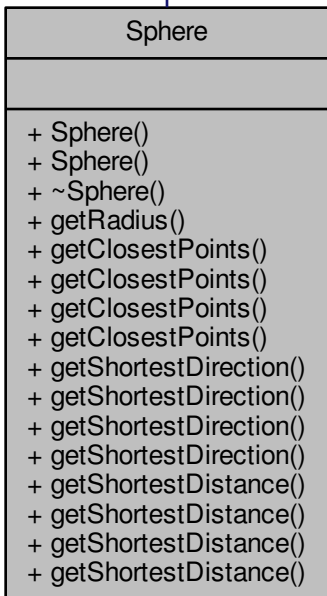 Sphere
+ Sphere()
+ Sphere()
+ ~Sphere()
+ getRadius()
+ getClosestPoints()
+ getClosestPoints()
+ getClosestPoints()
+ getClosestPoints()
+ getShortestDirection()
+ getShortestDirection()
+ getShortestDirection()
+ getShortestDirection()
+ getShortestDistance()
+ getShortestDistance()
+ getShortestDistance()
+ getShortestDistance()